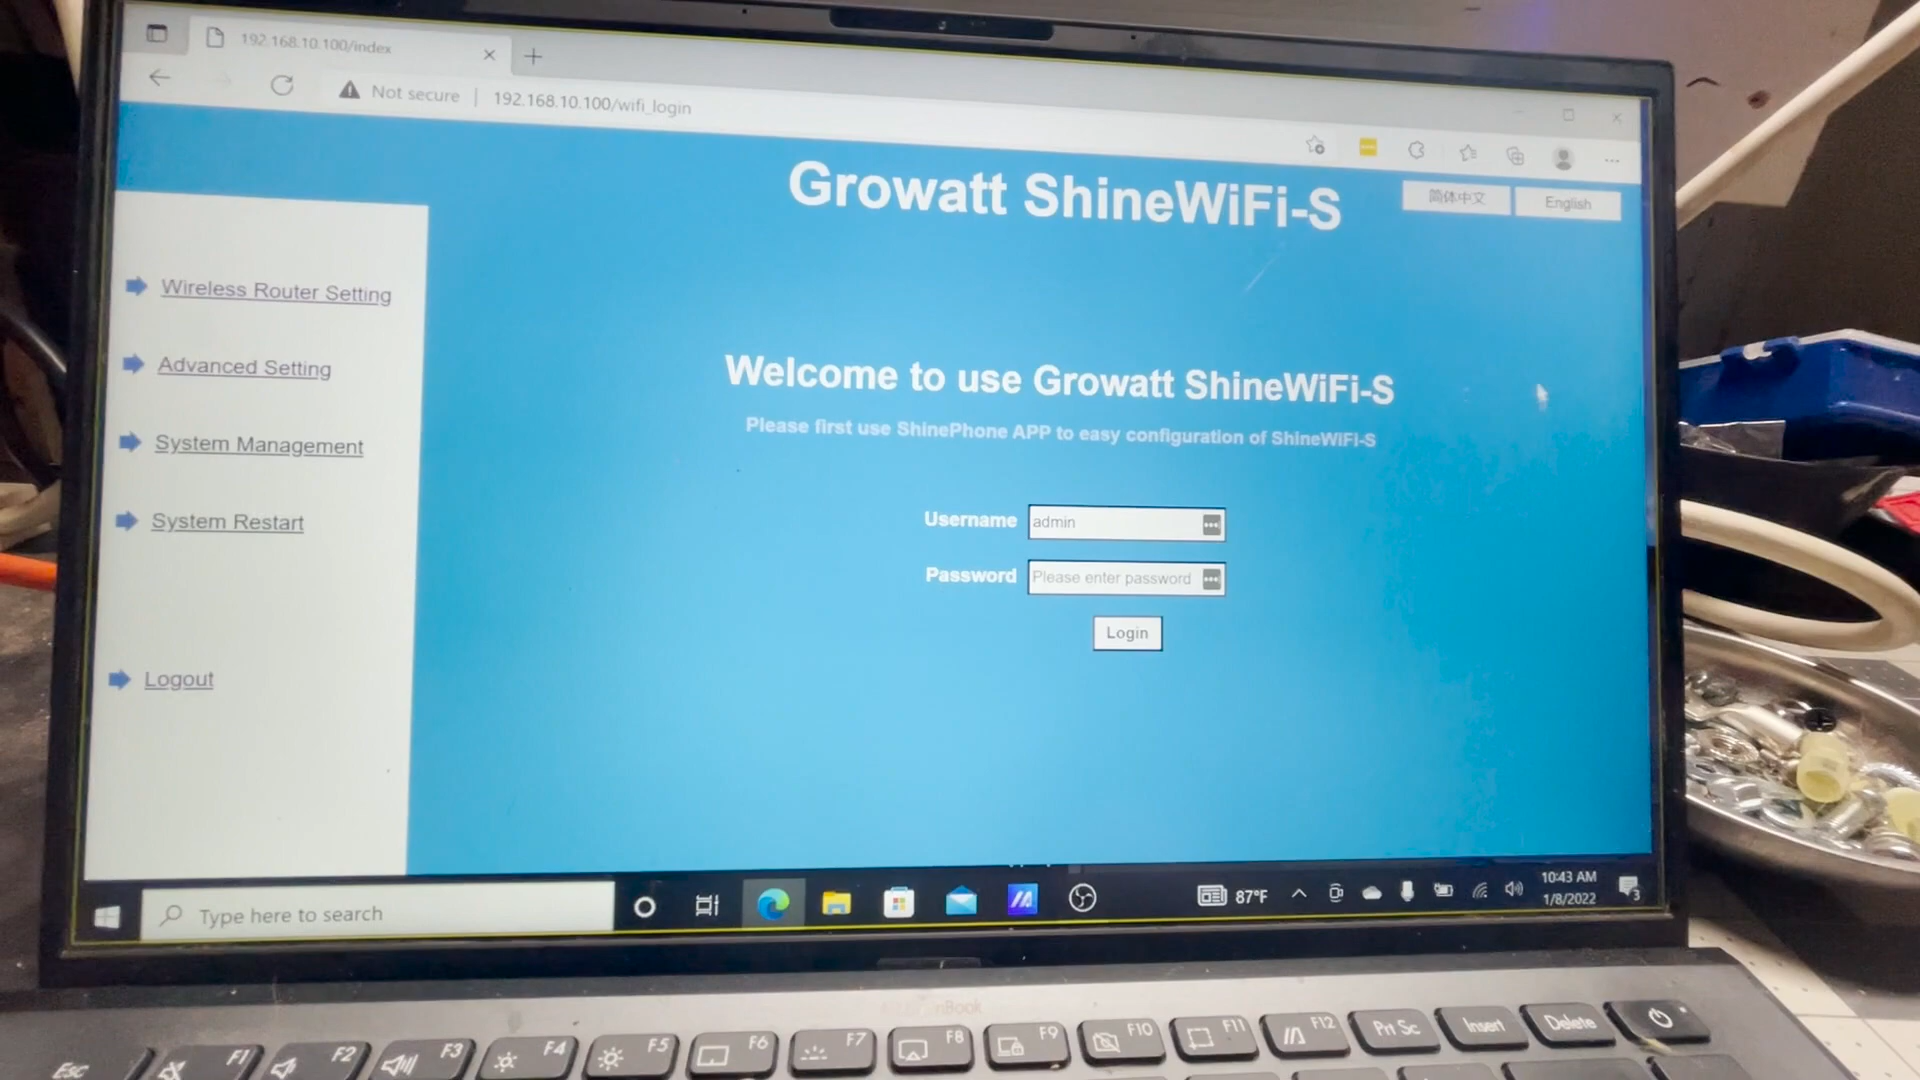 192.168.10.100/index
Not secure | 192.168.10.100/wifi_login
Growatt ShineWiFi-S
简体中文
English
Wireless Router Setting
Advanced Setting
System Management
System Restart
Logout
Welcome to use Growatt ShineWiFi-S
Please first use ShinePhone APP to easy configuration of ShineWiFi-S
Username
admin
Password
Please enter password
Login
Type here to search
87°F
10:43 AM
1/8/2022
3
Esc
F1
F2
F3
F4
F5
F6
F7
F8
F9
F10
F11
F12
Prt Sc
Insert
Delete